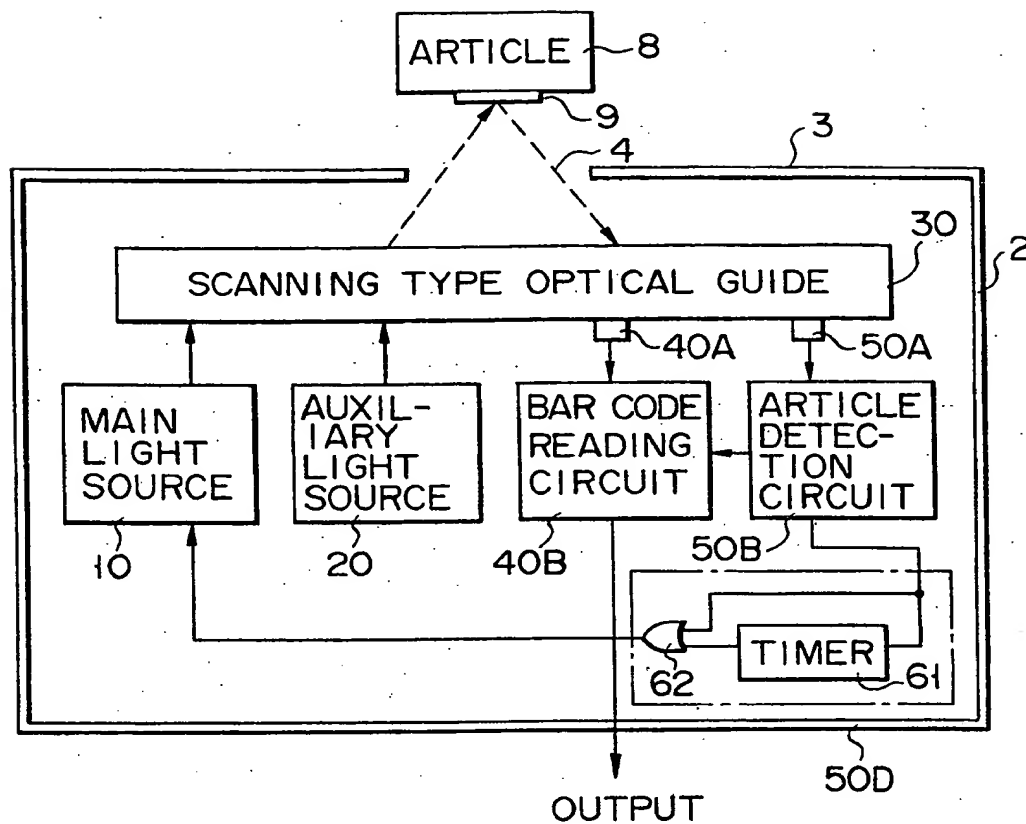 ARTICLE
8
9
4
3
2
30
SCANNING TYPE OPTICAL GUIDE
40A
50A
MAIN
LIGHT
SOURCE
10
AUXIL-
IARY
LIGHT
SOURCE
20
BAR CODE
READING
CIRCUIT
40B
ARTICLE
DETEC-
TION
CIRCUIT
50B
62
TIMER
61
50D
OUTPUT